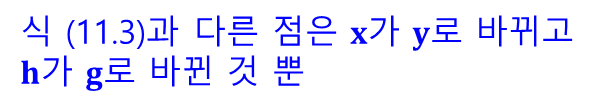 식 (11.3)과 다른 점은 x가 y로 바뀌고
h가 g로 바뀐 것 뿐